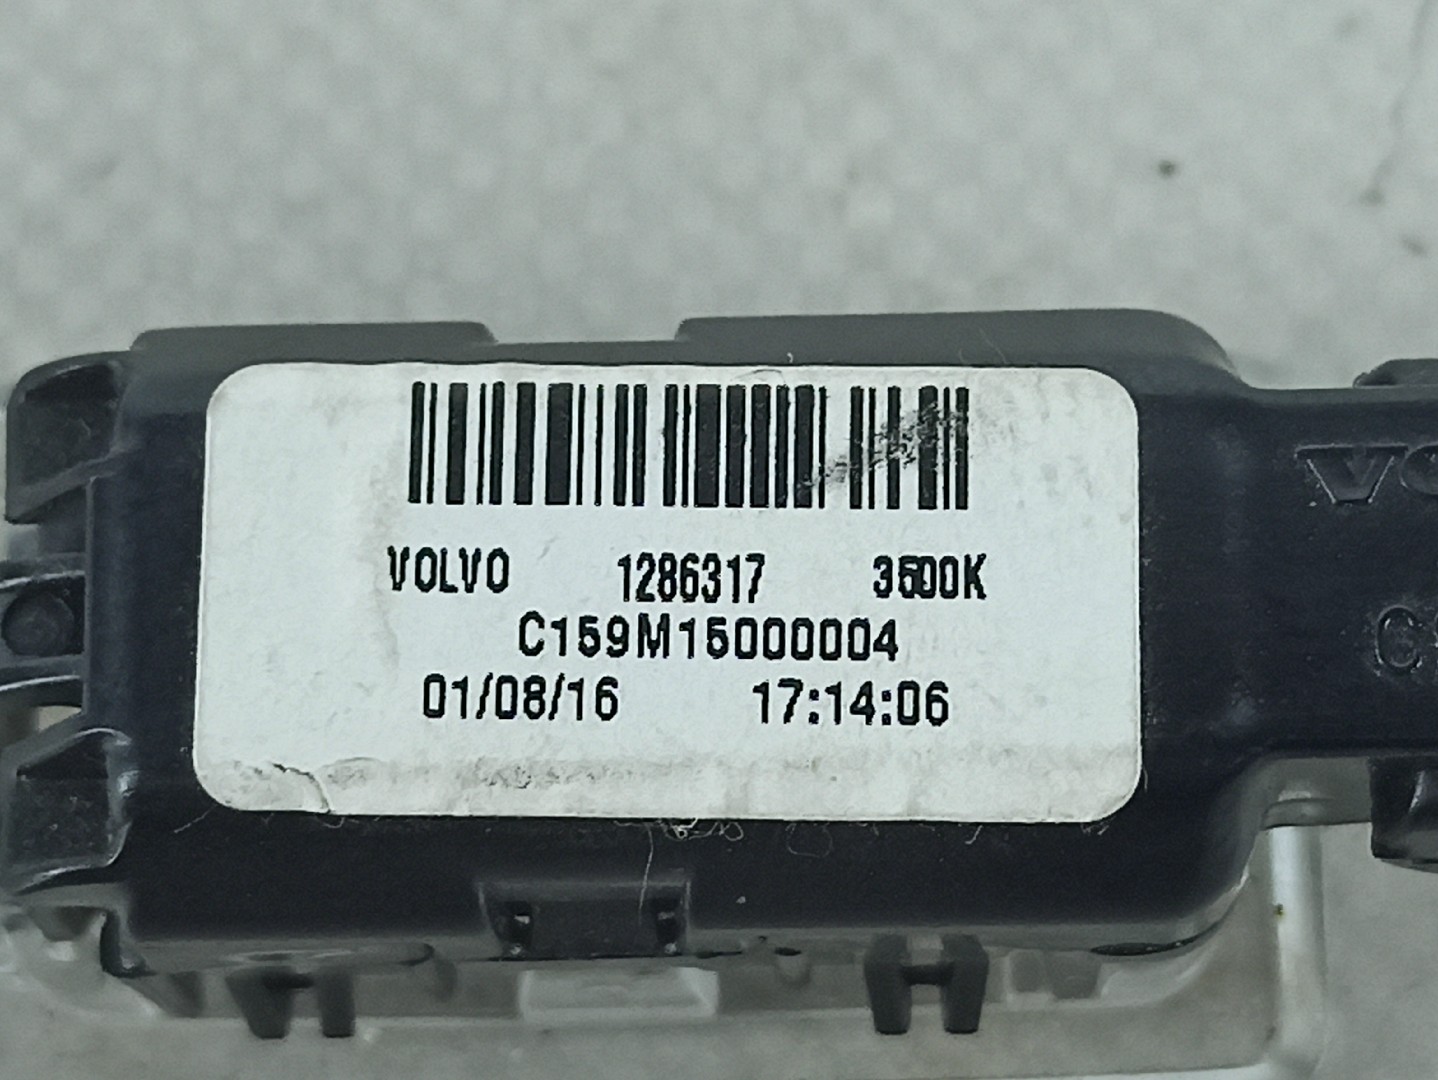 VOLVO 1286317 3500K
C159M15000004
01/08/16 17:14:06